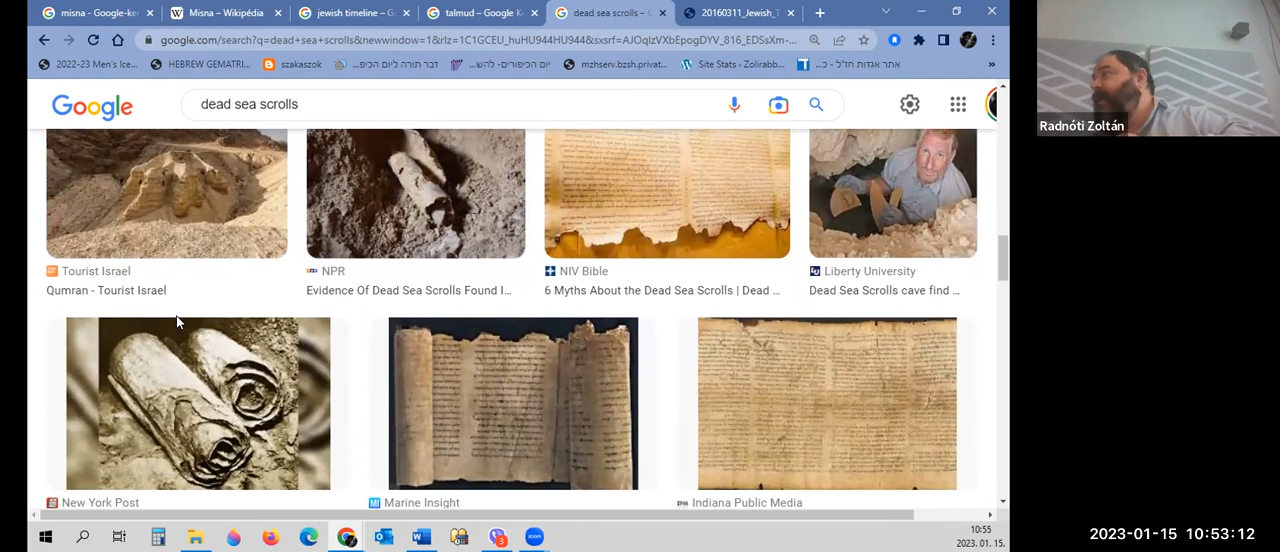 misna - Google-ker
Misna – Wikipédia
jewish timeline – G
talmud – Google Ke
dead sea scrolls – G
20160311_Jewish_T
google.com/search?q=dead+sea+scrolls&newwindow=1&rlz=1C1GCEU_huHU944HU944&sxsrf=AJOqlzVXbEpogDYV_816_EDSsXm-...
2022-23 Men's Ice...
HEBREW GEMATRI...
szakaszok
דבר תורה ליום הכיפ...
יום הכיפורים- להש...
mzhserv.bzsh.privat...
Site Stats ‹ Zolirabb...
אתר אגדות חז"ל - כ...
»
Google
dead sea scrolls
Radnóti Zoltán
Tourist Israel
NPR
NIV Bible
Liberty University
Qumran - Tourist Israel
Evidence Of Dead Sea Scrolls Found I...
6 Myths About the Dead Sea Scrolls | Dead ...
Dead Sea Scrolls cave find ...
New York Post
Marine Insight
Indiana Public Media
10:55
2023. 01. 15.
2023-01-15 10:53:12